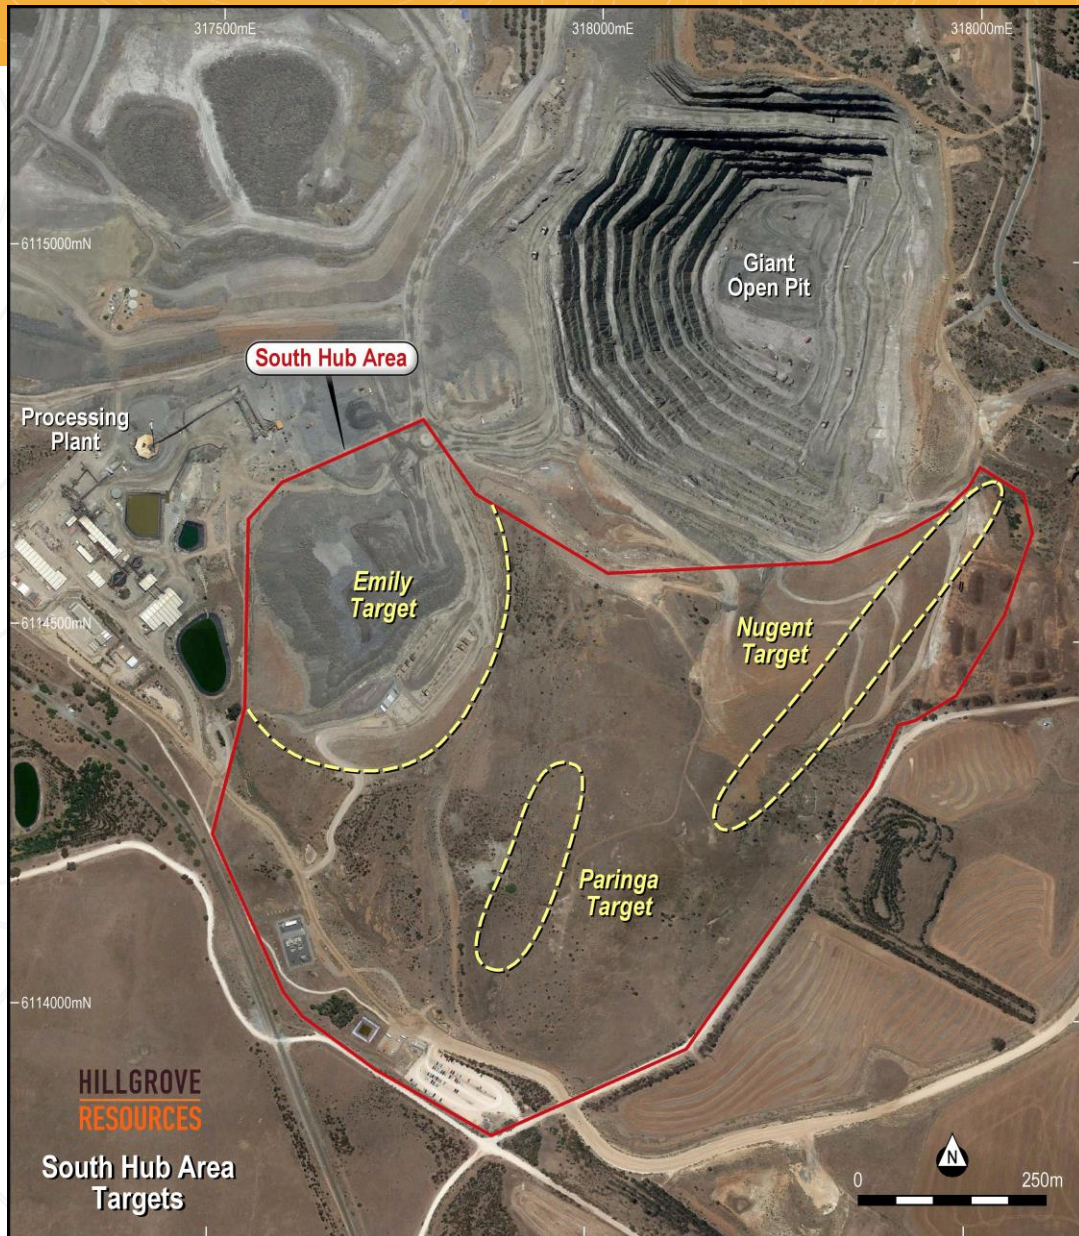 317500mE
318000mE
318000mE
6115000mN
Giant
Open Pit
South Hub Area
Processing
Plant
Emily
Target
6114500mN
Nugent
Target
Paringa
Target
6114000mN
HILLGROVE
RESOURCES
South Hub Area
Targets
N
0
250m